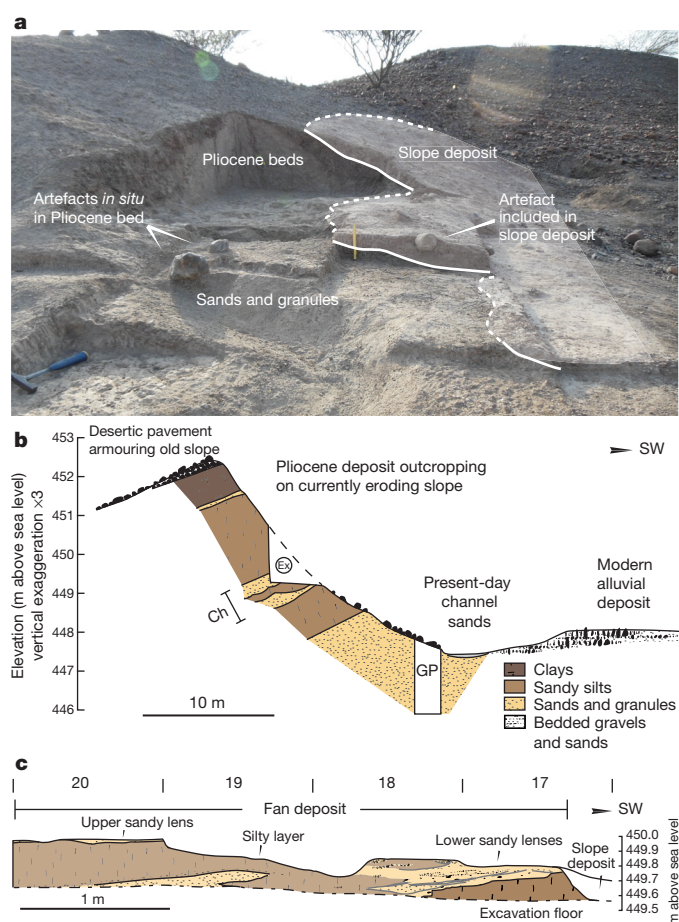 a
Pliocene beds
Slope deposit
Artefacts in situ
in Pliocene bed
Artefact
included in
slope deposit
Sands and granules
b
Elevation (m above sea level)
vertical exaggeration ×3
453
452
451
450
449
448
447
446
Desertic pavement
armouring old slope
Pliocene deposit outcropping
on currently eroding slope
SW
Ex
Ch
GP
Present-day
channel
sands
Modern
alluvial
deposit
10 m
Clays
Sandy silts
Sands and granules
Bedded gravels
and sands
c
20
19
18
17
Fan deposit
SW
Upper sandy lens
Silty layer
Lower sandy lenses
Slope
deposit
450.0
449.9
449.8
449.7
449.6
449.5
m above sea level
1 m
Excavation floor